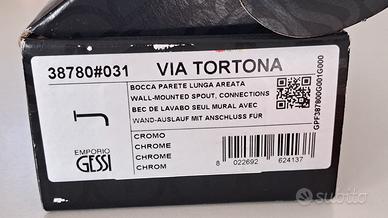 38780#031 VIA TORTONA
BOCCA PARETE LUNGA AREATA
WALL-MOUNTED SPOUT, CONNECTIONS
BEC DE LAVABO SEUL MURAL AVEC
WAND-AUSLAUF MIT ANSCHLUSS FÜR
CROMO
CHROME
CHROME
CHROM
EMPORIO
GESSI
8 022692 624137
GPF38780G001G000
subito